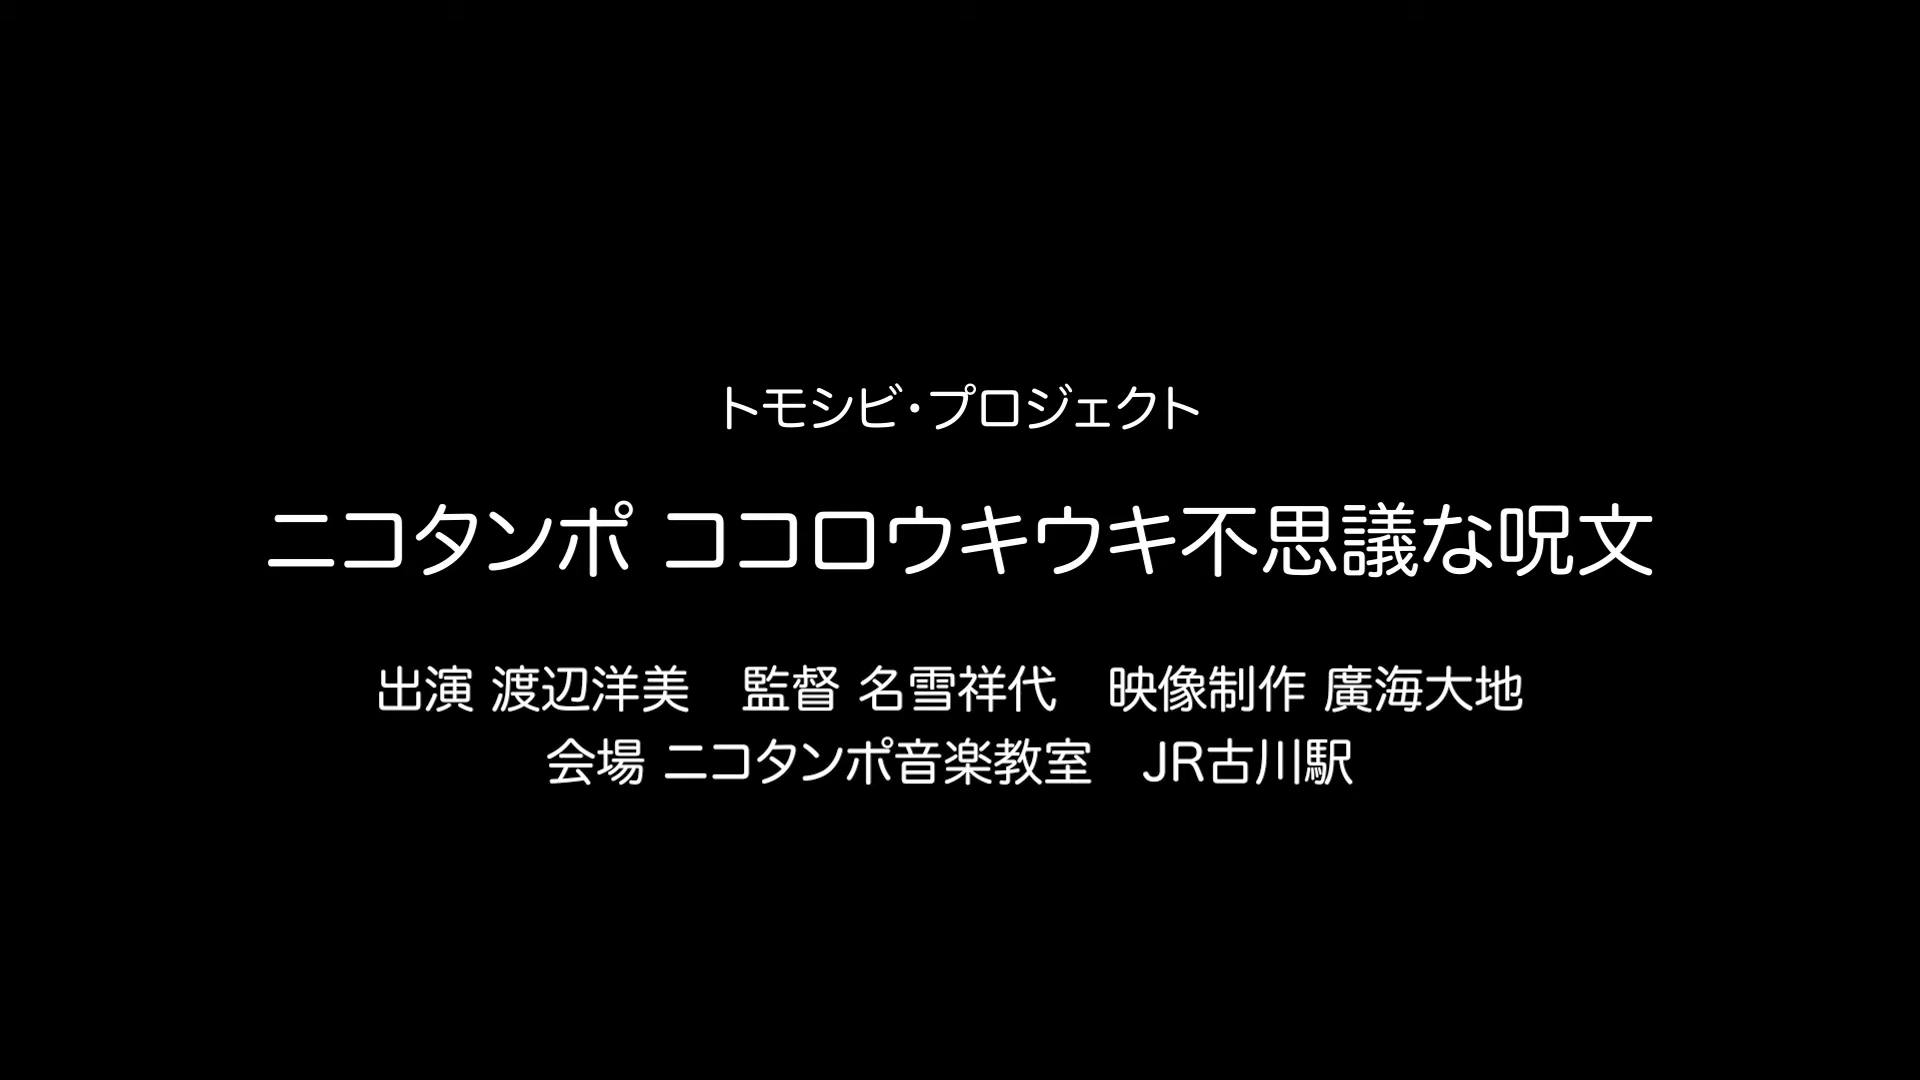 トモシビ・プロジェクト
ニコタンポ ココロウキウキ不思議な呪文
出演 渡辺洋美　監督 名雪祥代　映像制作 廣海大地
会場 ニコタンポ音楽教室　JR古川駅